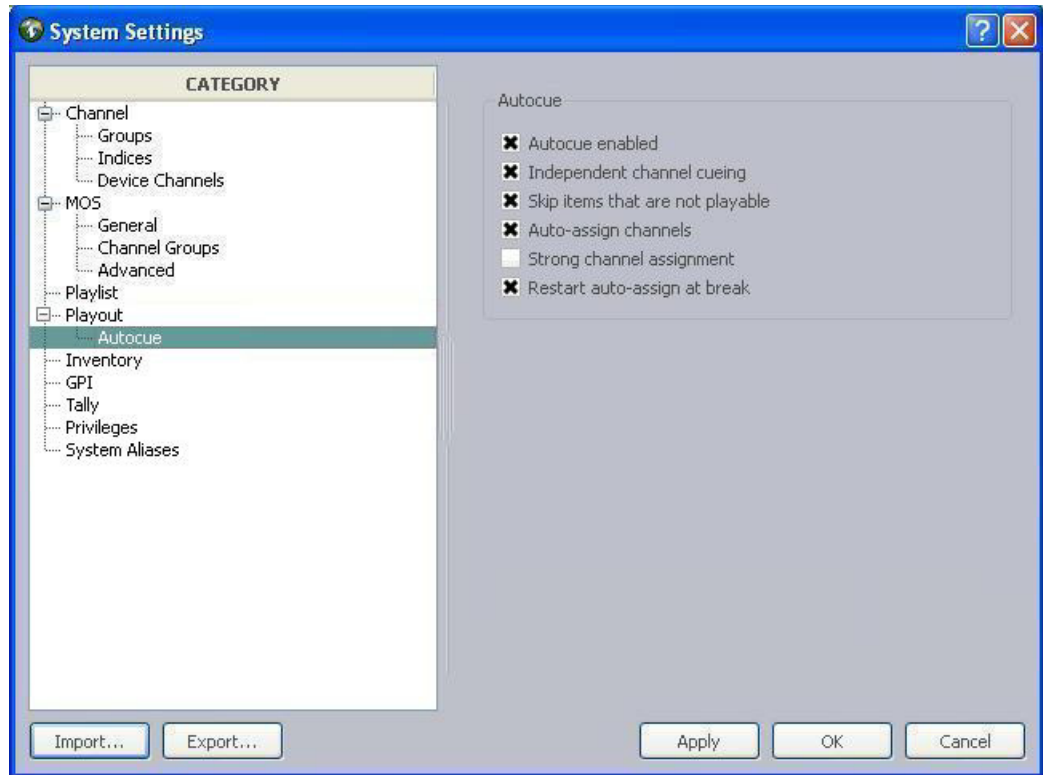 System Settings
CATEGORY
Channel
Groups
Indices
Device Channels
MOS
General
Channel Groups
Advanced
Playlist
Playout
Autocue
Inventory
GPI
Tally
Privileges
System Aliases
Autocue
Autocue enabled
Independent channel cueing
Skip items that are not playable
Auto-assign channels
Strong channel assignment
Restart auto-assign at break
Import...
Export...
Apply
OK
Cancel